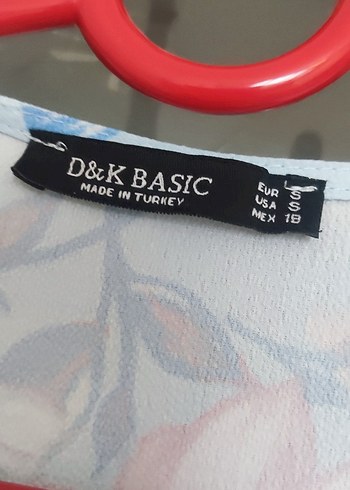 D&K BASIC
MADE IN TURKEY
EUR S
USA S
MEX 18